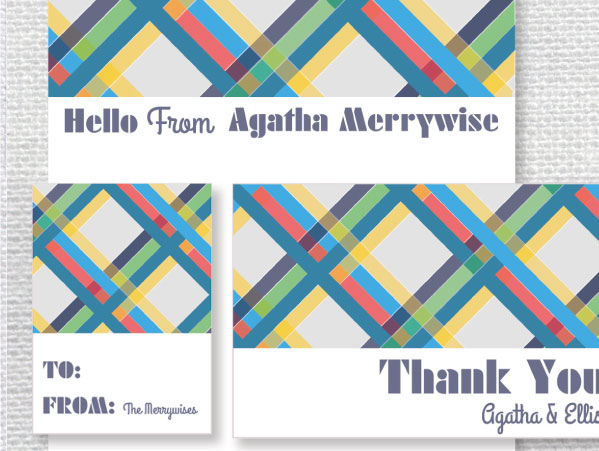 Hello From Agatha Merrywise
TO:
FROM: The Merrywises
Thank You
Agatha & Ellis